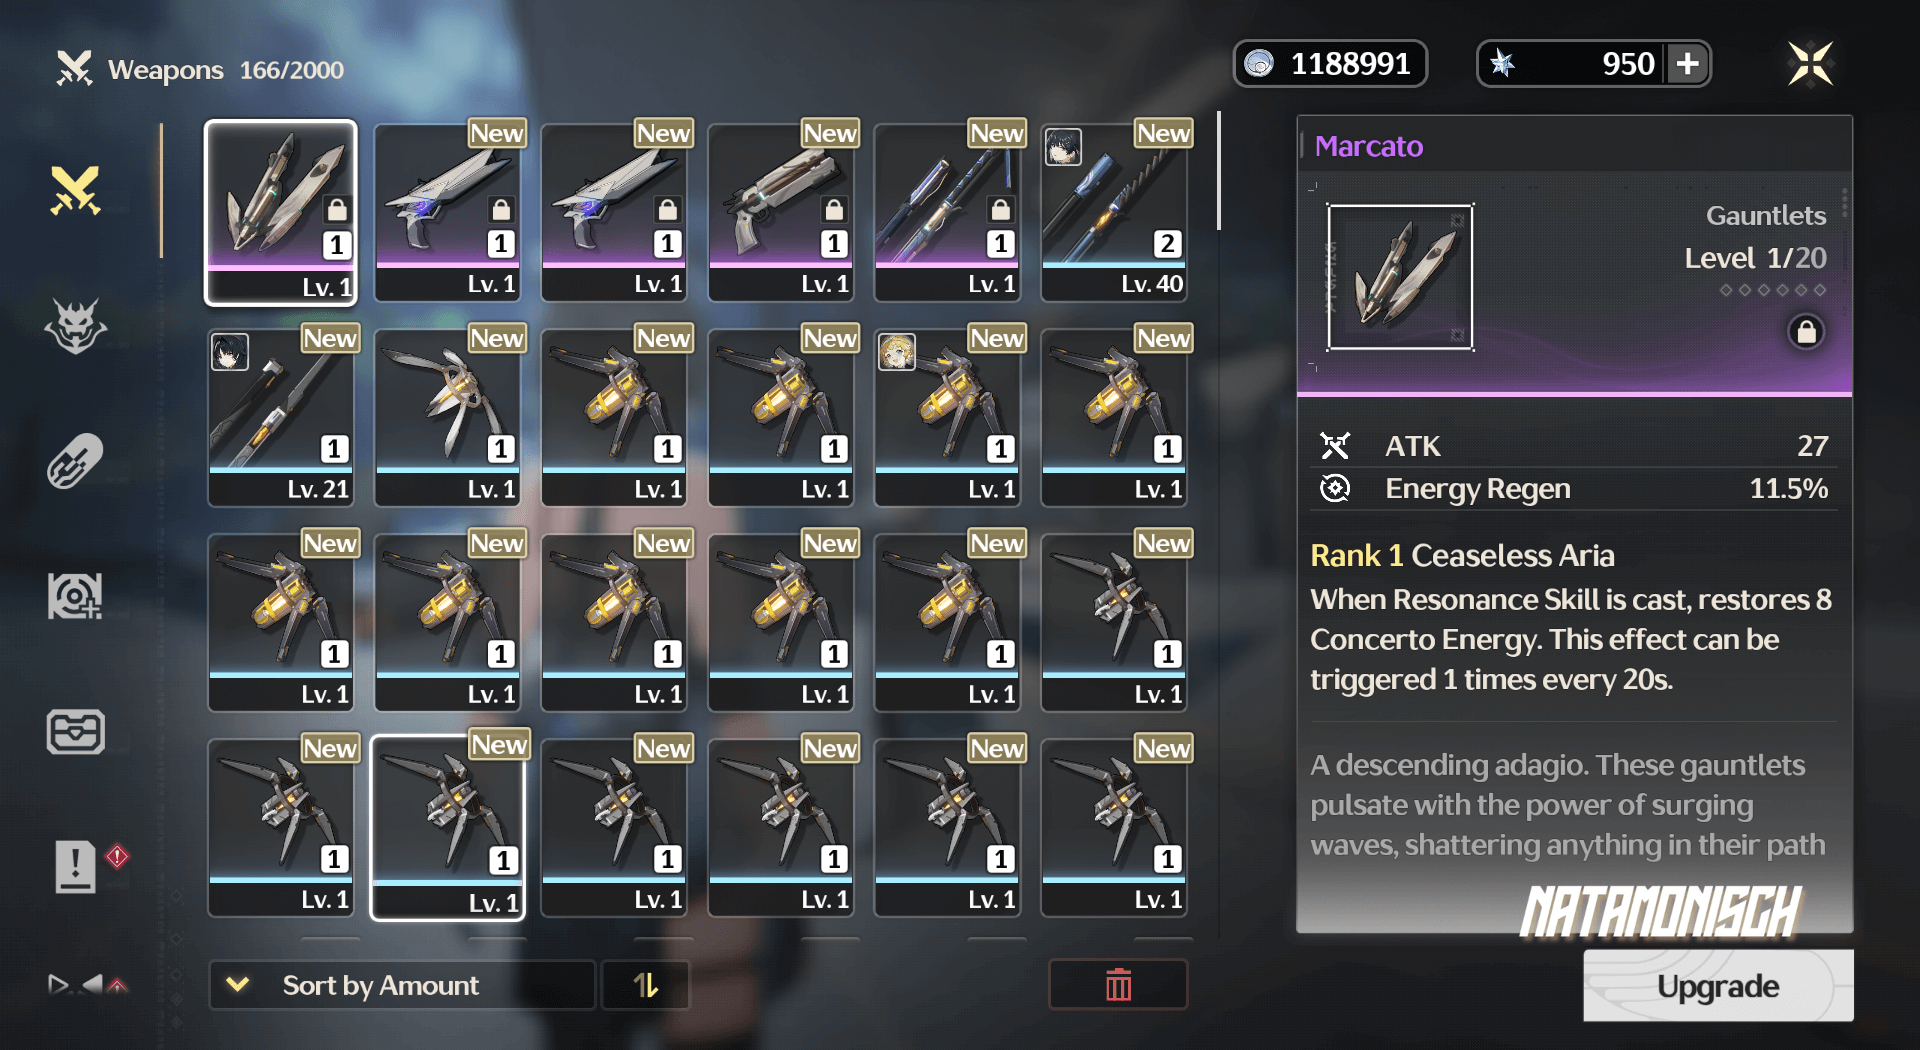 Weapons 166/2000
1188991
950 +
New New New New New
1 1 1 1 1 2
Lv. 1 Lv. 1 Lv. 1 Lv. 1 Lv. 1 Lv. 40
New New New New New New
1 1 1 1 1 1
Lv. 21 Lv. 1 Lv. 1 Lv. 1 Lv. 1 Lv. 1
New New New New New New
1 1 1 1 1 1
Lv. 1 Lv. 1 Lv. 1 Lv. 1 Lv. 1 Lv. 1
New New New New New New
1 1 1 1 1 1
Lv. 1 Lv. 1 Lv. 1 Lv. 1 Lv. 1 Lv. 1
Sort by Amount
Marcato
Gauntlets
Level 1/20
ATK 27
Energy Regen 11.5%
Rank 1 Ceaseless Aria
When Resonance Skill is cast, restores 8
Concerto Energy. This effect can be
triggered 1 times every 20s.
A descending adagio. These gauntlets
pulsate with the power of surging
waves, shattering anything in their path
NATAMONISCH
Upgrade